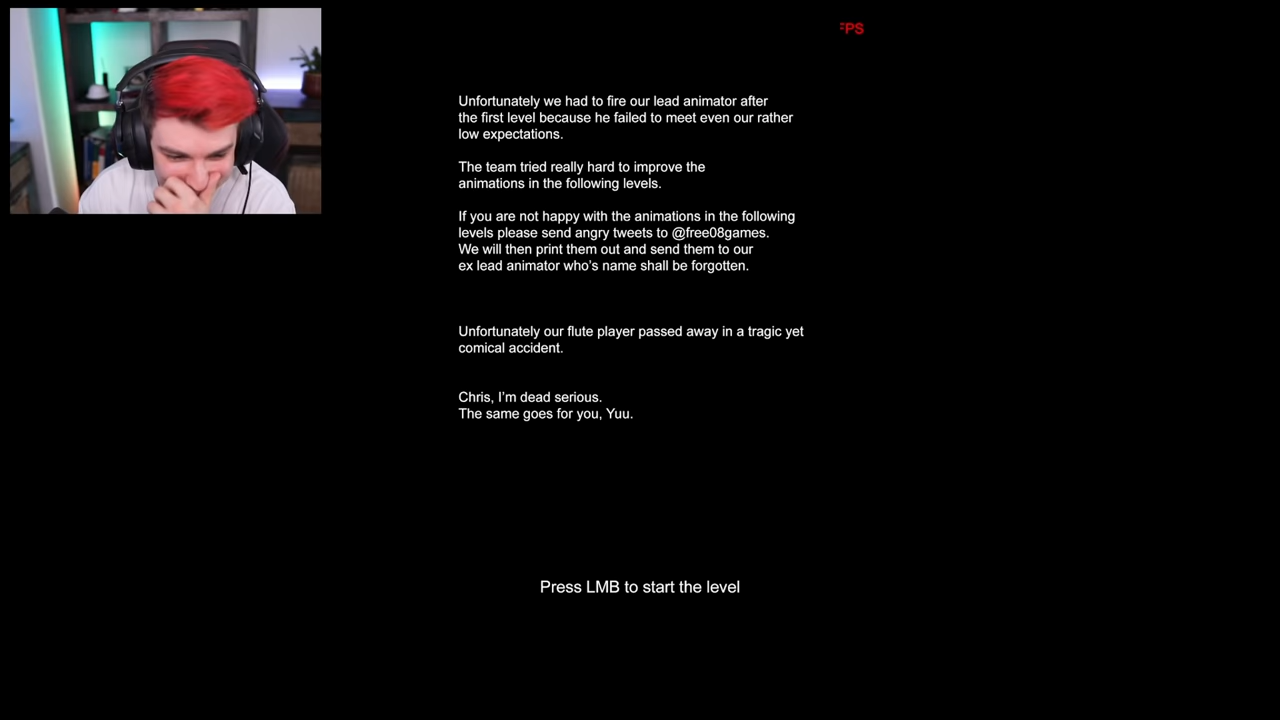 FPS
Unfortunately we had to fire our lead animator after
the first level because he failed to meet even our rather
low expectations.
The team tried really hard to improve the
animations in the following levels.
If you are not happy with the animations in the following
levels please send angry tweets to @free08games.
We will then print them out and send them to our
ex lead animator who's name shall be forgotten.
Unfortunately our flute player passed away in a tragic yet
comical accident.
Chris, I'm dead serious.
The same goes for you, Yuu.
Press LMB to start the level